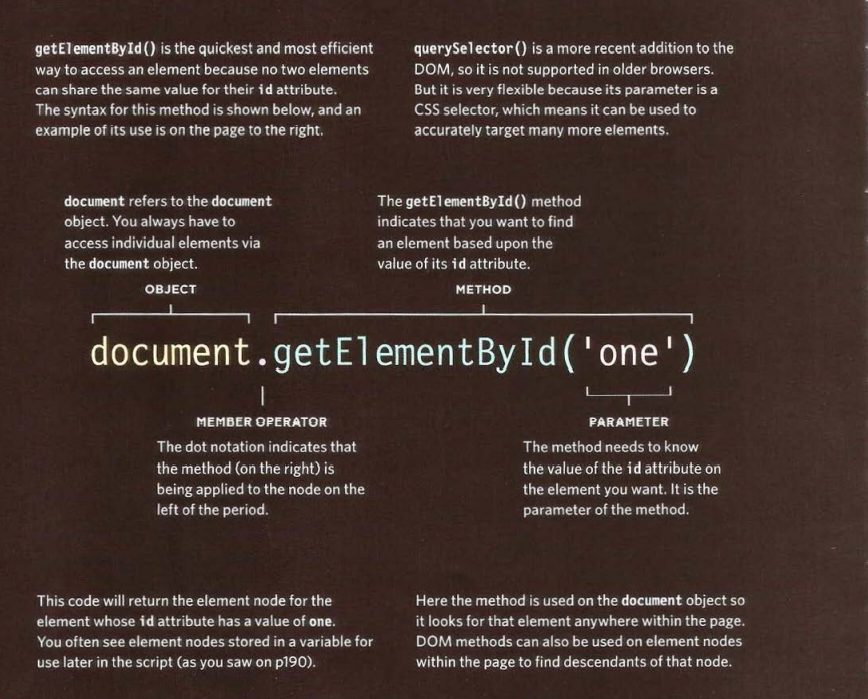 getElementById() is the quickest and most efficient
way to access an element because no two elements
can share the same value for their id attribute.
The syntax for this method is shown below, and an
example of its use is on the page to the right.
querySelector() is a more recent addition to the
DOM, so it is not supported in older browsers.
But it is very flexible because its parameter is a
CSS selector, which means it can be used to
accurately target many more elements.
document refers to the document
object. You always have to
access individual elements via
the document object.
OBJECT
The getElementById() method
indicates that you want to find
an element based upon the
value of its id attribute.
METHOD
document.getElementById('one')
MEMBER OPERATOR
The dot notation indicates that
the method (on the right) is
being applied to the node on the
left of the period.
PARAMETER
The method needs to know
the value of the id attribute on
the element you want. It is the
parameter of the method.
This code will return the element node for the
element whose id attribute has a value of one.
You often see element nodes stored in a variable for
use later in the script (as you saw on p190).
Here the method is used on the document object so
it looks for that element anywhere within the page.
DOM methods can also be used on element nodes
within the page to find descendants of that node.